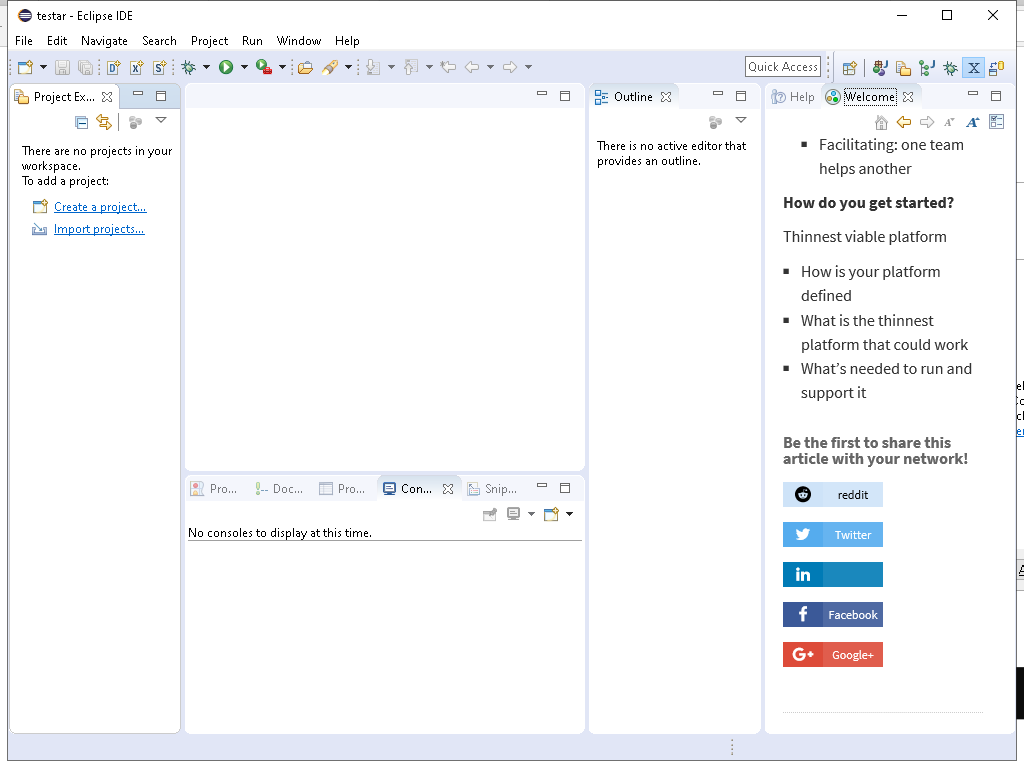 testar - Eclipse IDE
File Edit Navigate Search Project Run Window Help
Quick Access
Project Ex...
Outline
Help
Welcome
There are no projects in your
workspace.
To add a project:
Create a project...
Import projects...
There is no active editor that
provides an outline.
Facilitating: one team
helps another
How do you get started?
Thinnest viable platform
How is your platform
defined
What is the thinnest
platform that could work
What’s needed to run and
support it
Be the first to share this
article with your network!
reddit
Twitter
in
Facebook
G+ Google+
Pro...
Doc...
Pro...
Con...
Snip...
No consoles to display at this time.